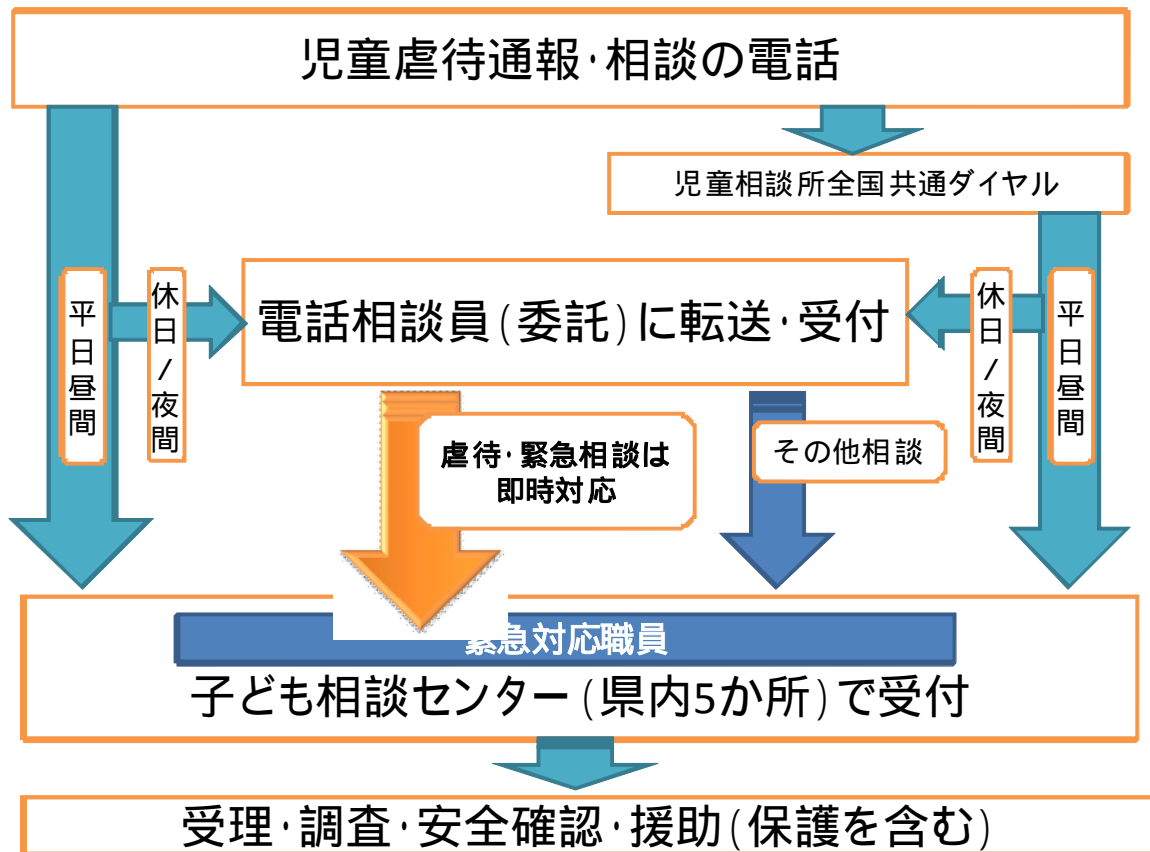 児童虐待通報･相談の電話
児童相談所全国共通ダイヤル
平日昼間
休日/夜間
電話相談員(委託)に転送･受付
休日/夜間
平日昼間
虐待･緊急相談は
即時対応
その他相談
緊急対応職員
子ども相談センター(県内5か所)で受付
受理･調査･安全確認･援助(保護を含む)